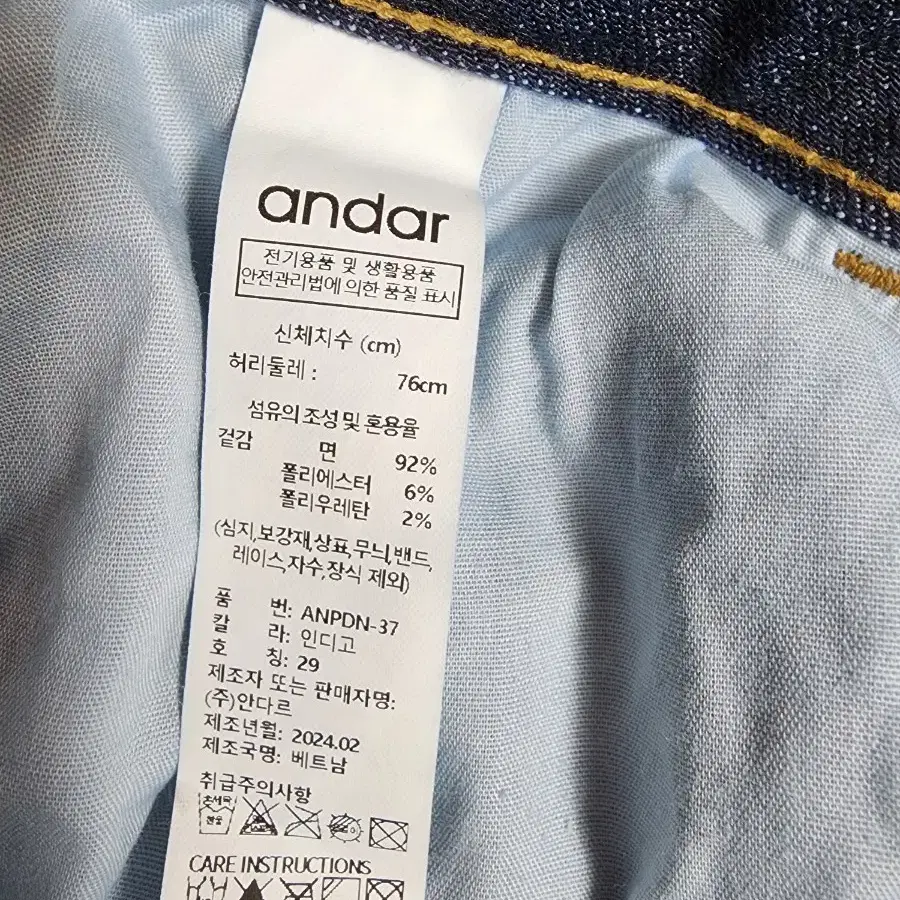 andar
전기용품 및 생활용품
안전관리법에 의한 품질 표시
신체치수 (cm)
허리둘레 : 76cm
섬유의 조성 및 혼용율
겉감 면 92%
폴리에스터 6%
폴리우레탄 2%
(심지,보강재,상표,무늬,밴드,
레이스,자수,장식 제외)
품 번: ANPDN-37
칼 라: 인디고
호 칭: 29
제조자 또는 판매자명:
(주)안다르
제조년월: 2024.02
제조국명: 베트남
취급주의사항
CARE INSTRUCTIONS